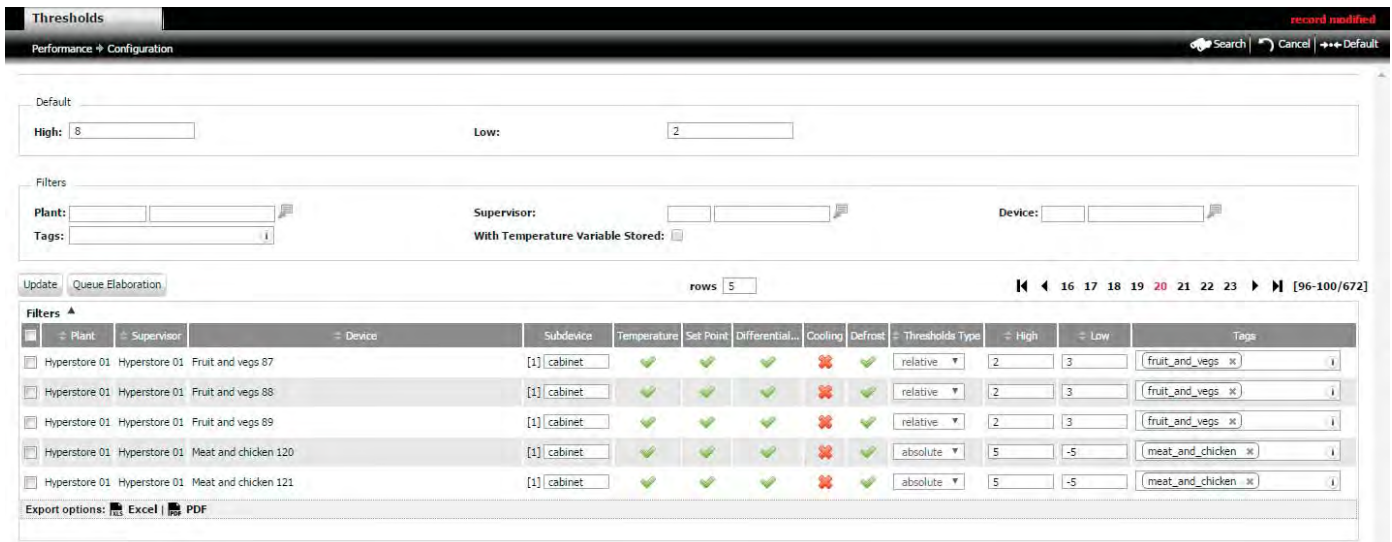 Thresholds
record modified
Performance Configuration
Search | Cancel | Default
Default
High: 8 Low: 2
Filters
Plant: Supervisor: Device:
Tags: i With Temperature Variable Stored:
Update Queue Elaboration rows 5 16 17 18 19 20 21 22 23 [96-100/672]
Filters
Plant Supervisor Device Subdevice Temperature Set Point Differential... Cooling Defrost Thresholds Type High Low Tags
Hyperstore 01 Hyperstore 01 Fruit and vegs 87 [1] cabinet relative 2 3 fruit_and_vegs x i
Hyperstore 01 Hyperstore 01 Fruit and vegs 88 [1] cabinet relative 2 3 fruit_and_vegs x i
Hyperstore 01 Hyperstore 01 Fruit and vegs 89 [1] cabinet relative 2 3 fruit_and_vegs x i
Hyperstore 01 Hyperstore 01 Meat and chicken 120 [1] cabinet absolute 5 -5 meat_and_chicken x i
Hyperstore 01 Hyperstore 01 Meat and chicken 121 [1] cabinet absolute 5 -5 meat_and_chicken x i
Export options: XLS Excel | PDF PDF